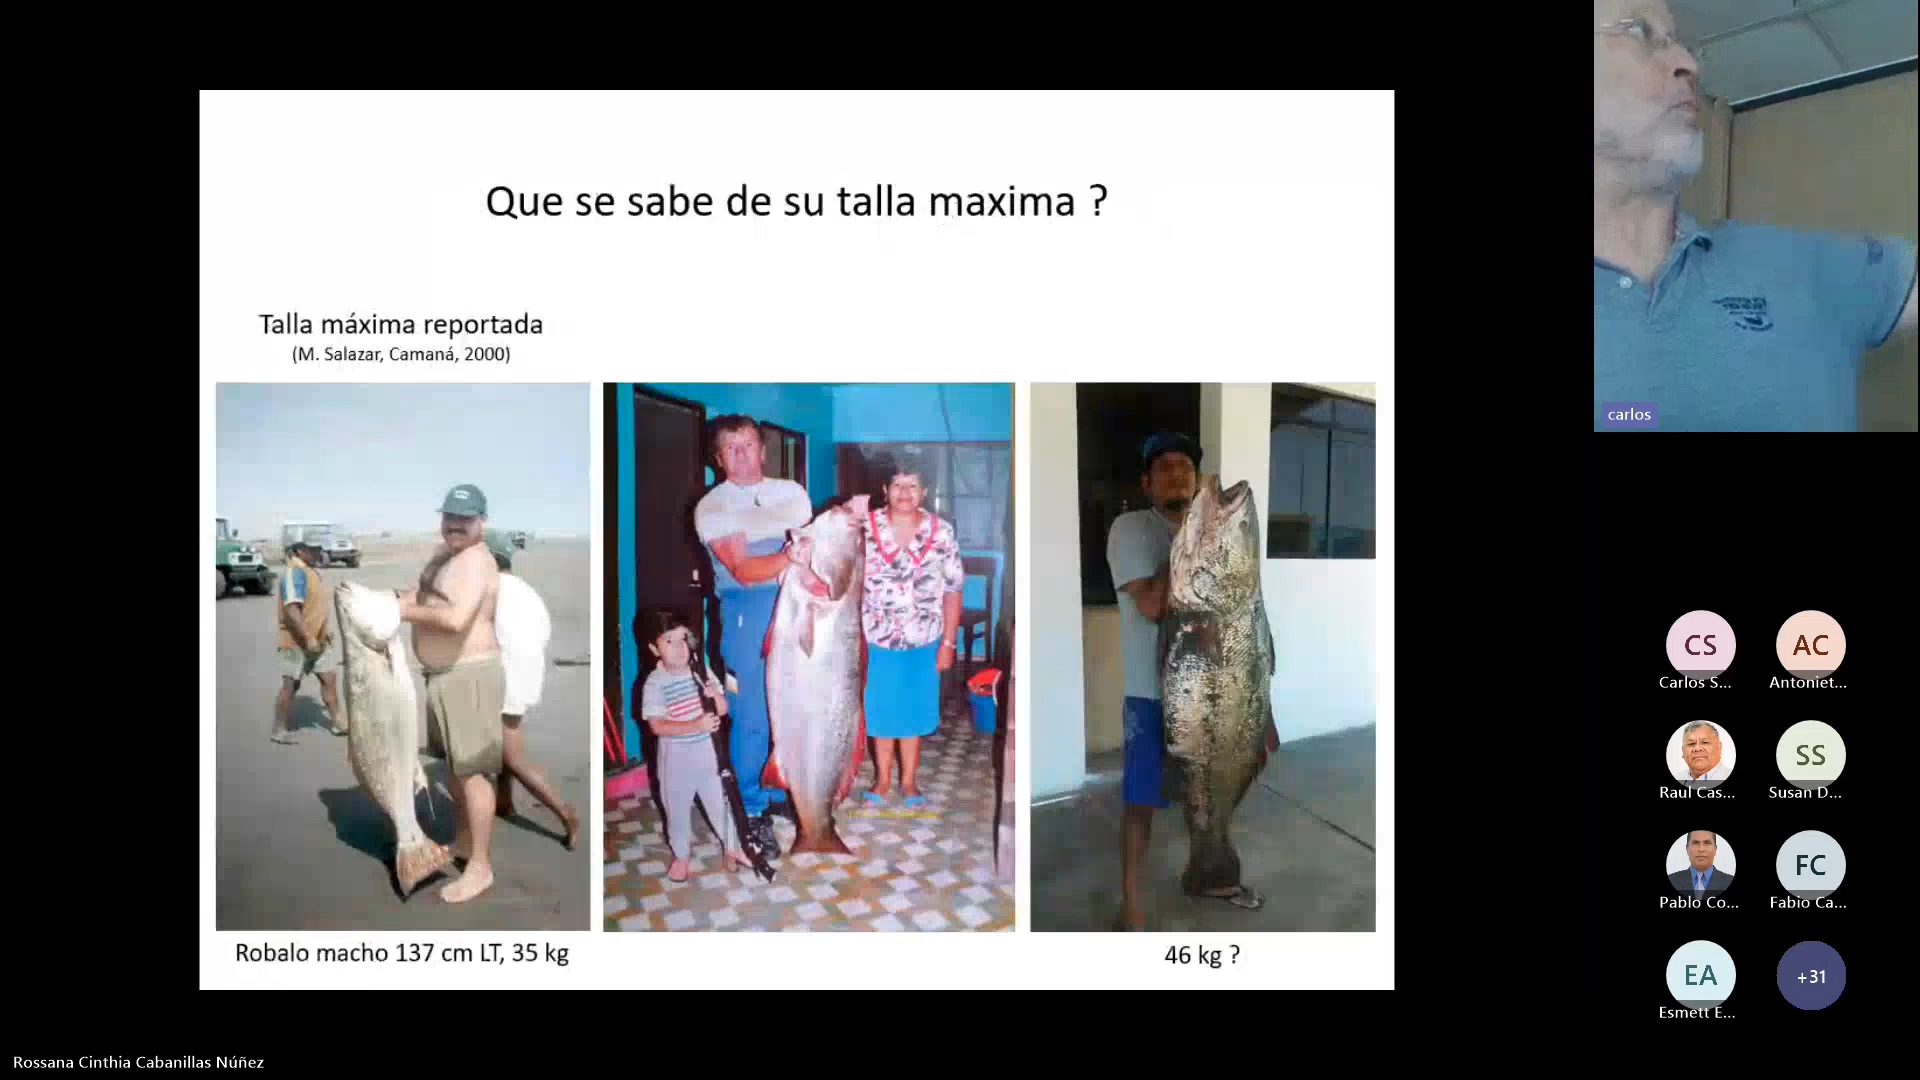 Que se sabe de su talla maxima ?
Talla máxima reportada
(M. Salazar, Camaná, 2000)
Robalo macho 137 cm LT, 35 kg
46 kg ?
carlos
CS
AC
Carlos S...
Antoniet...
SS
Raul Cas...
Susan D...
FC
Pablo Co...
Fabio Ca...
EA
+31
Esmett E...
Rossana Cinthia Cabanillas Núñez